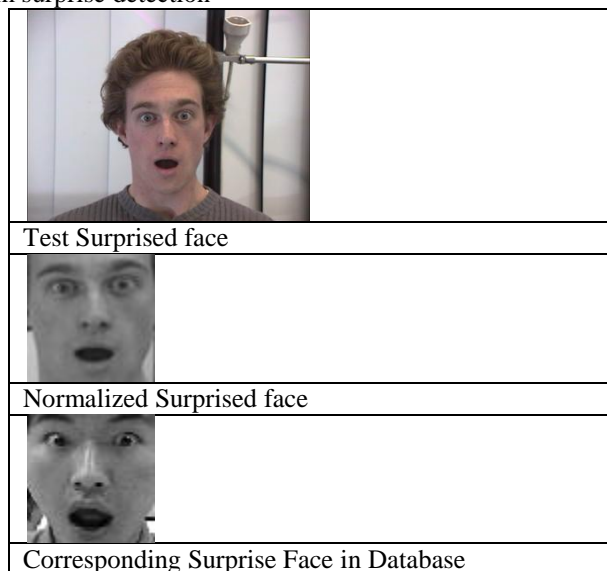 surprise detection
Test Surprised face
Normalized Surprised face
Corresponding Surprise Face in Database